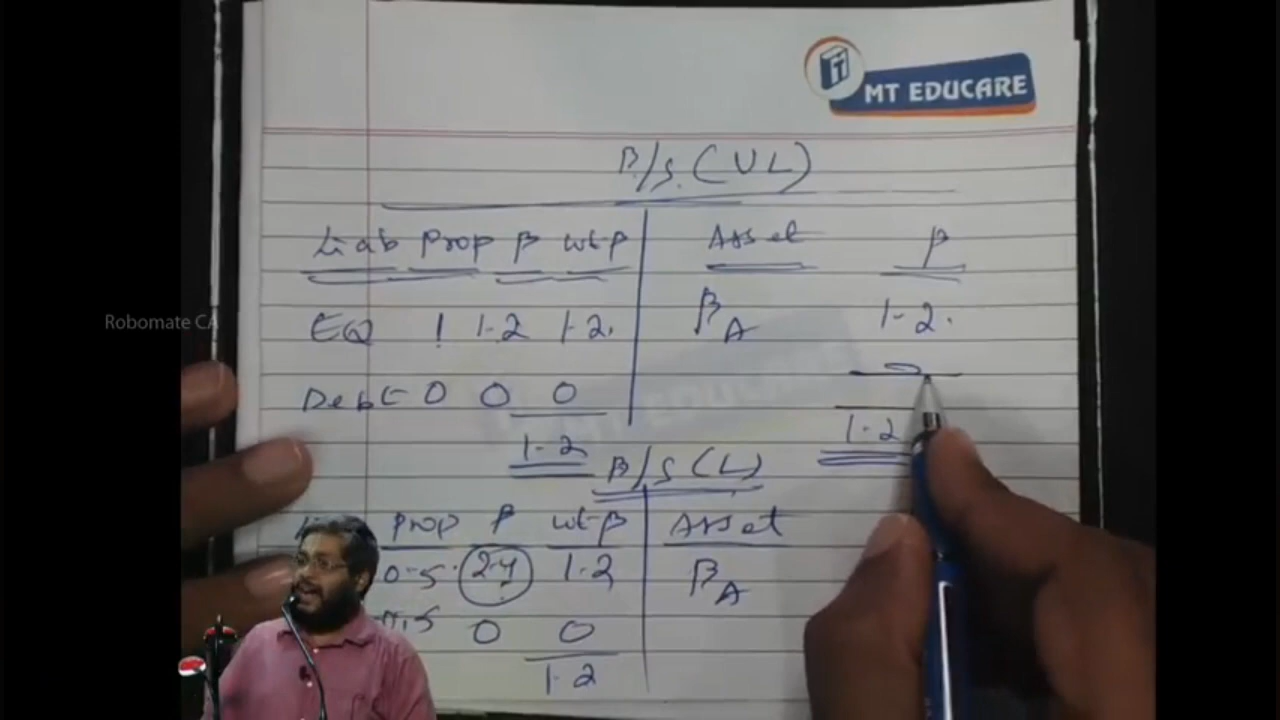 MT EDUCARE
B/S. (UL)
Liab Prop β wt-β Asset β
Robomate CA
EQ 1 1-2 1-2. βA 1-2.
Debt 0 0 0
1-2 1-2
B/S (L)
Prop β wt-β Asset
0-5. 2-4 1-2 βA
0 0
1-2